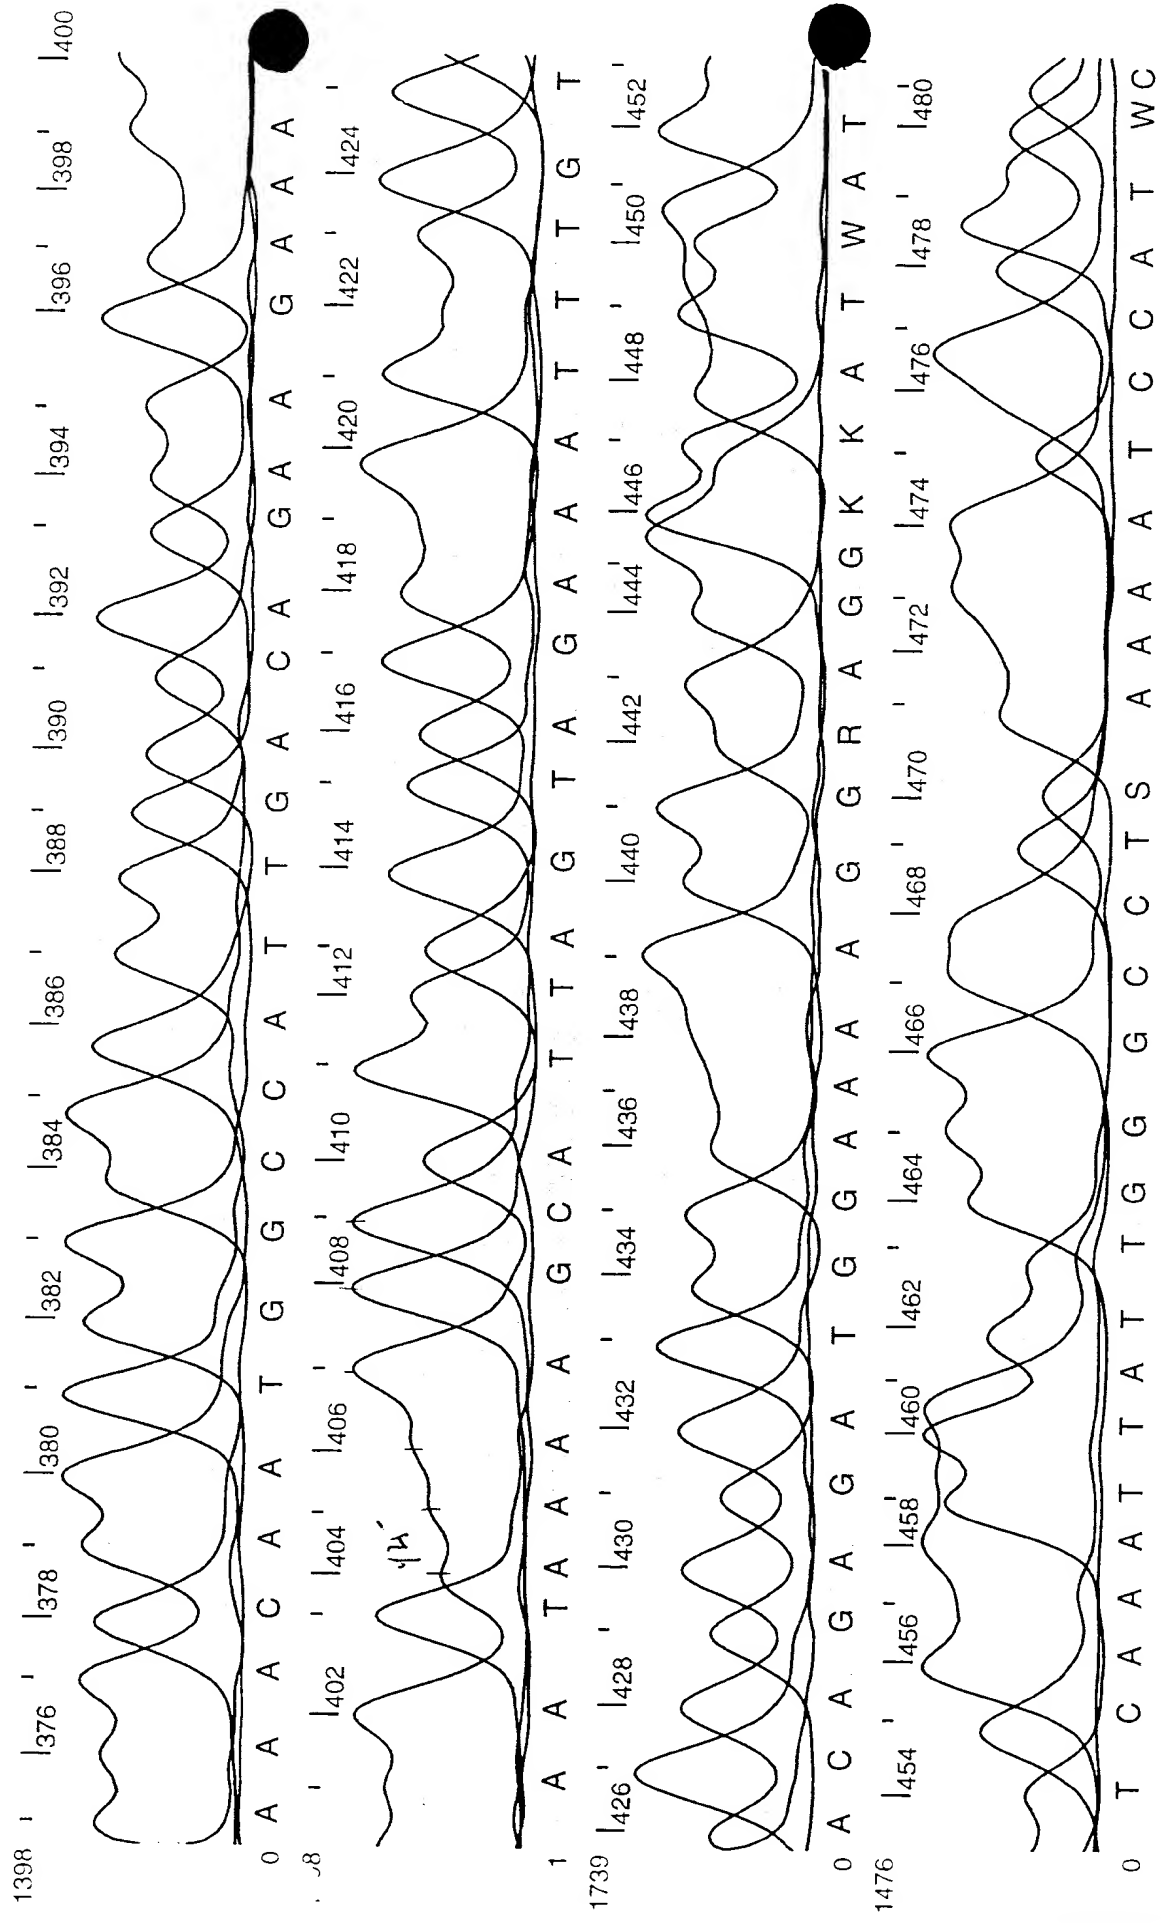 1398 376 378 380 382 384 386 388 390 392 394 396 398 400
0 A A A C A A T G G C C A T T G A C A G A A G A A A
402 404 406 408 410 412 414 416 418 420 422 424
1 A A T A A A A G C A T T A G T A G A A A T T T G T
1739 426 428 430 432 434 436 438 440 442 444 446 448 450 452
0 A C A G A G A T G G A A A A G G R A G G K K A T W A T
1476 454 456 458 460 462 464 466 468 470 472 474 476 478 480
0 T C A A A T T A T T G G G C C T S A A A A T C C A T W C